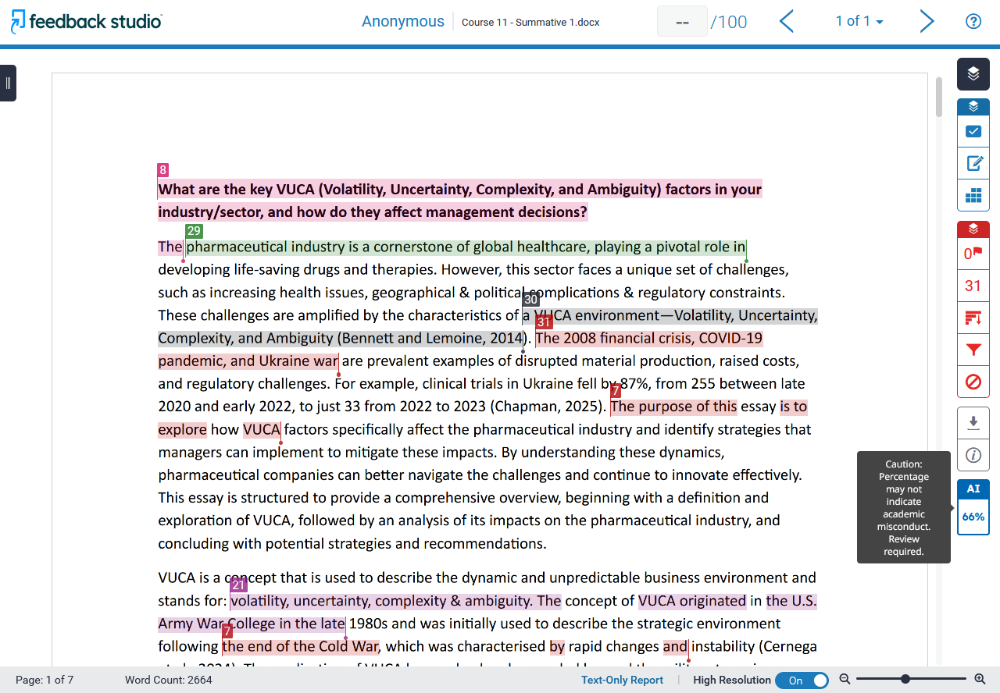 feedback studio
Anonymous
Course 11 - Summative 1.docx
--
/100
1 of 1
8
What are the key VUCA (Volatility, Uncertainty, Complexity, and Ambiguity) factors in your
industry/sector, and how do they affect management decisions?
29
The pharmaceutical industry is a cornerstone of global healthcare, playing a pivotal role in
developing life-saving drugs and therapies. However, this sector faces a unique set of challenges,
such as increasing health issues, geographical & political complications & regulatory constraints.
30
These challenges are amplified by the characteristics of a VUCA environment—Volatility, Uncertainty,
31
Complexity, and Ambiguity (Bennett and Lemoine, 2014). The 2008 financial crisis, COVID-19
pandemic, and Ukraine war are prevalent examples of disrupted material production, raised costs,
and regulatory challenges. For example, clinical trials in Ukraine fell by 87%, from 255 between late
7
2020 and early 2022, to just 33 from 2022 to 2023 (Chapman, 2025). The purpose of this essay is to
explore how VUCA factors specifically affect the pharmaceutical industry and identify strategies that
managers can implement to mitigate these impacts. By understanding these dynamics,
pharmaceutical companies can better navigate the challenges and continue to innovate effectively.
This essay is structured to provide a comprehensive overview, beginning with a definition and
exploration of VUCA, followed by an analysis of its impacts on the pharmaceutical industry, and
concluding with potential strategies and recommendations.
VUCA is a concept that is used to describe the dynamic and unpredictable business environment and
21
stands for: volatility, uncertainty, complexity & ambiguity. The concept of VUCA originated in the U.S.
Army War College in the late 1980s and was initially used to describe the strategic environment
7
following the end of the Cold War, which was characterised by rapid changes and instability (Cernega
0
31
Caution:
Percentage
may not
indicate
academic
misconduct.
Review
required.
AI
66%
Page: 1 of 7
Word Count: 2664
Text-Only Report
High Resolution
On